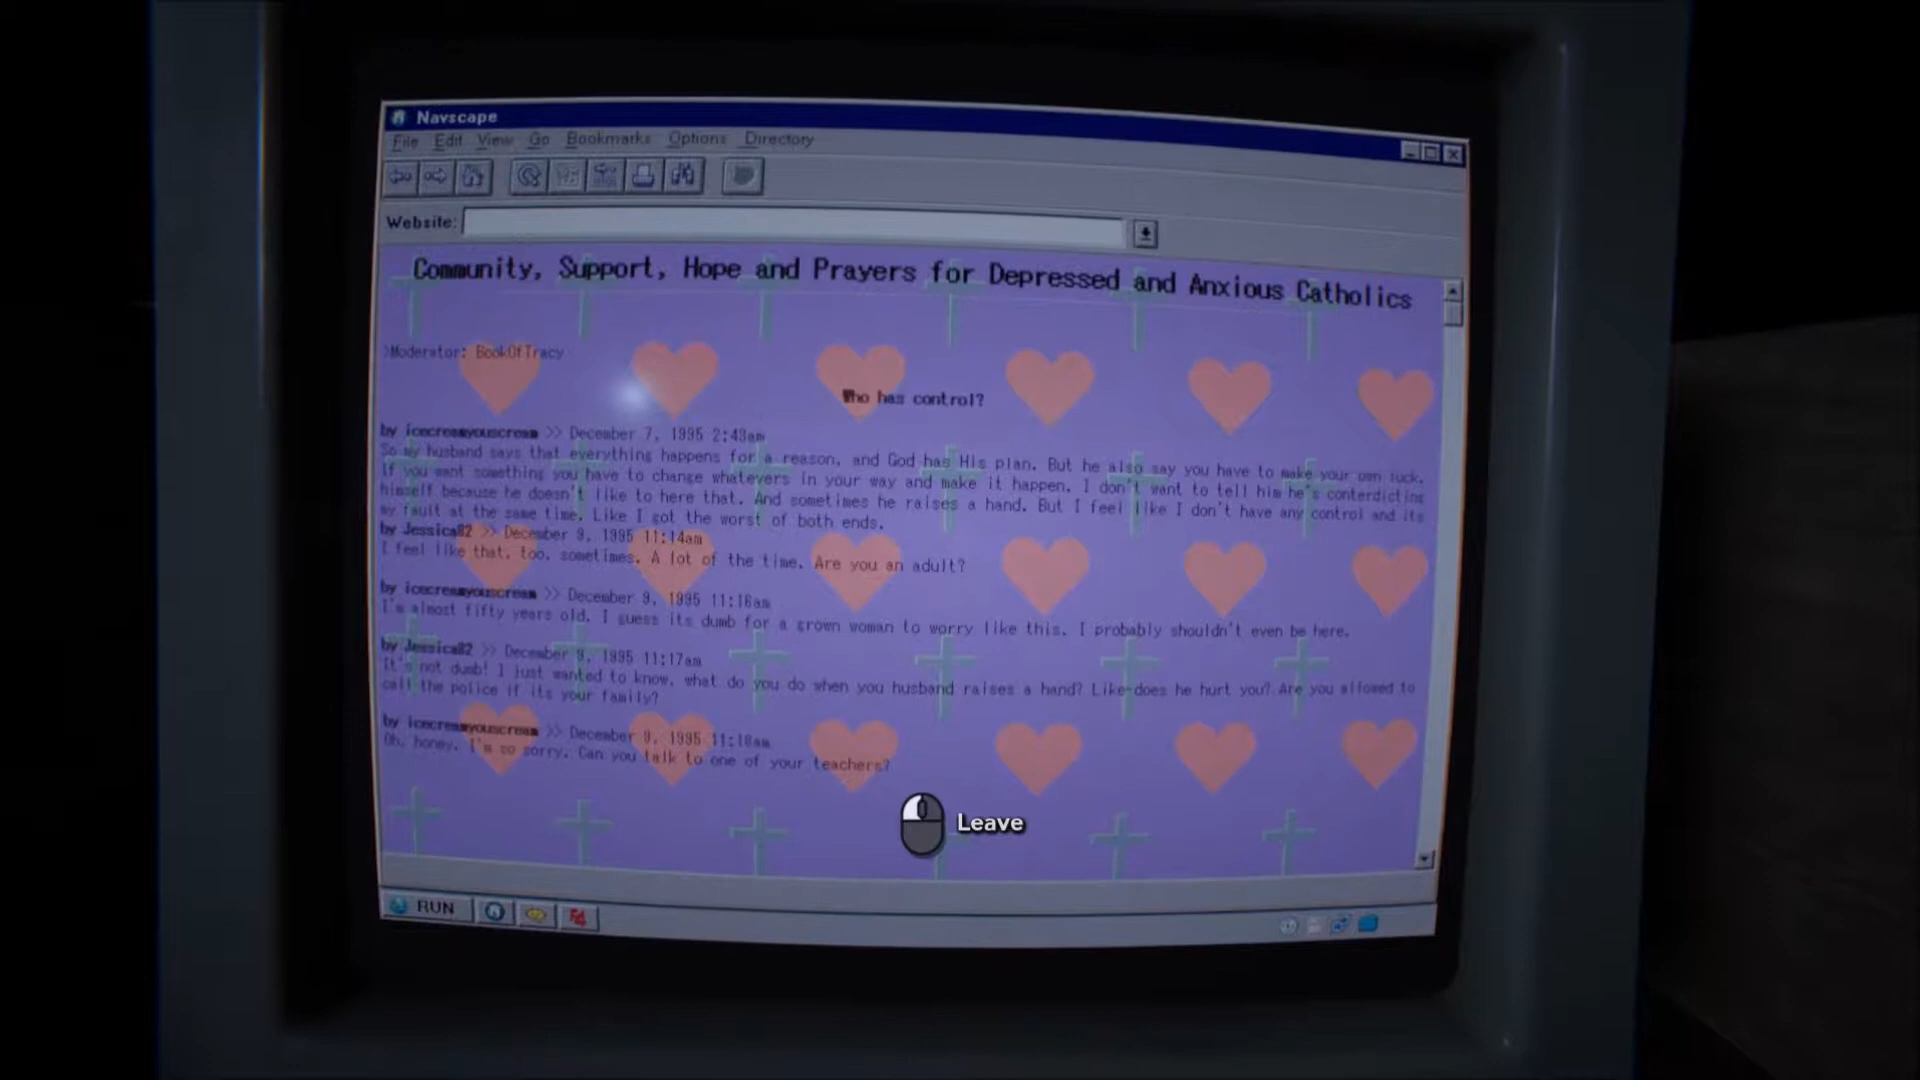 Navscape
File Edit View Go Bookmarks Options Directory
Website:
Community, Support, Hope and Prayers for Depressed and Anxious Catholics
>Moderator: BookOfTracy
Who has control?
by icecreamyouscream >> December 7, 1995 2:43am
So my husband says that everything happens for a reason, and God has His plan. But he also say you have to make your own luck.
If you want something you have to change whatevers in your way and make it happen. I don't want to tell him he's conterdicting
himself because he doesn't like to here that. And sometimes he raises a hand. But I feel like I don't have any control and its
my fault at the same time. Like I got the worst of both ends.
by Jessica82 >> December 9, 1995 11:14am
I feel like that, too, sometimes. A lot of the time. Are you an adult?
by icecreamyouscream >> December 9, 1995 11:16am
I'm almost fifty years old. I guess its dumb for a grown woman to worry like this. I probably shouldn't even be here.
by Jessica82 >> December 9, 1995 11:17am
It's not dumb! I just wanted to know, what do you do when you husband raises a hand? Like-does he hurt you? Are you allowed to
call the police if its your family?
by icecreamyouscream >> December 9, 1995 11:18am
Oh, honey. I'm so sorry. Can you talk to one of your teachers?
Leave
RUN